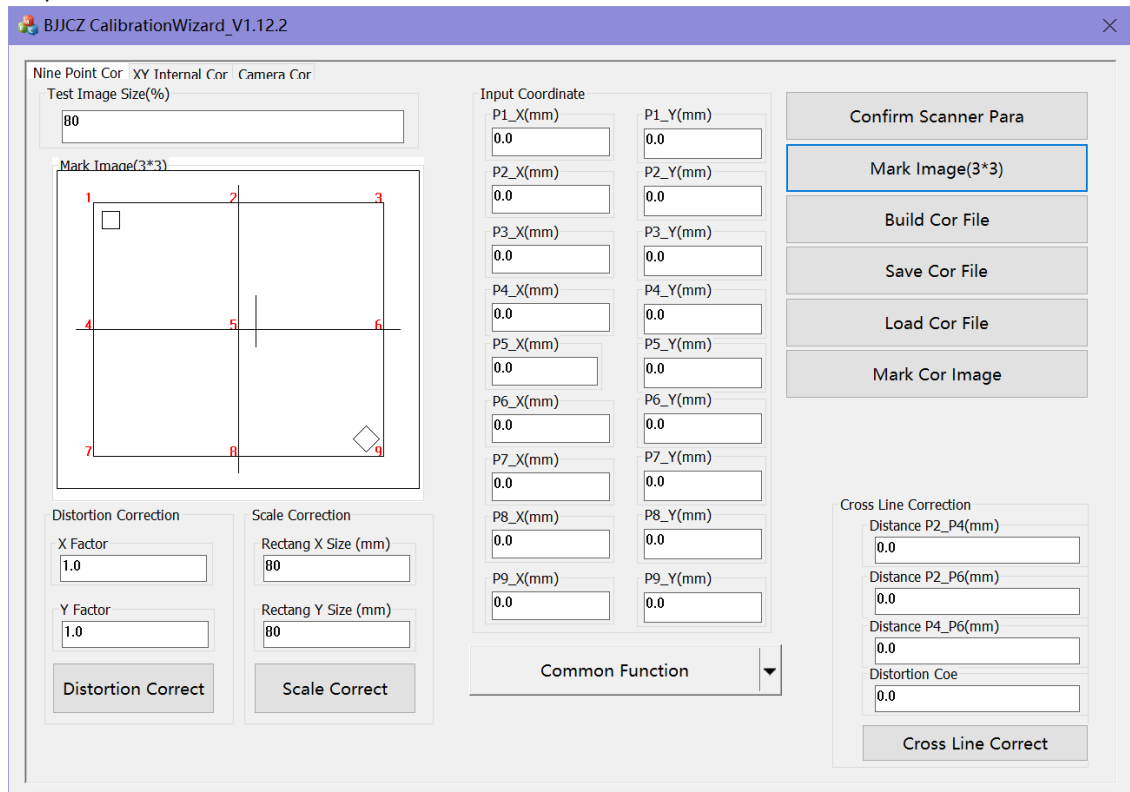 BJJCZ CalibrationWizard_V1.12.2
Nine Point Cor XY Internal Cor Camera Cor
Test Image Size(%)
80
Mark Image(3*3)
1 2 3
4 5 6
7 8 9
Distortion Correction
X Factor
1.0
Y Factor
1.0
Distortion Correct
Scale Correction
Rectang X Size (mm)
80
Rectang Y Size (mm)
80
Scale Correct
Input Coordinate
P1_X(mm) P1_Y(mm)
0.0 0.0
P2_X(mm) P2_Y(mm)
0.0 0.0
P3_X(mm) P3_Y(mm)
0.0 0.0
P4_X(mm) P4_Y(mm)
0.0 0.0
P5_X(mm) P5_Y(mm)
0.0 0.0
P6_X(mm) P6_Y(mm)
0.0 0.0
P7_X(mm) P7_Y(mm)
0.0 0.0
P8_X(mm) P8_Y(mm)
0.0 0.0
P9_X(mm) P9_Y(mm)
0.0 0.0
Common Function
Confirm Scanner Para
Mark Image(3*3)
Build Cor File
Save Cor File
Load Cor File
Mark Cor Image
Cross Line Correction
Distance P2_P4(mm)
0.0
Distance P2_P6(mm)
0.0
Distance P4_P6(mm)
0.0
Distortion Coe
0.0
Cross Line Correct